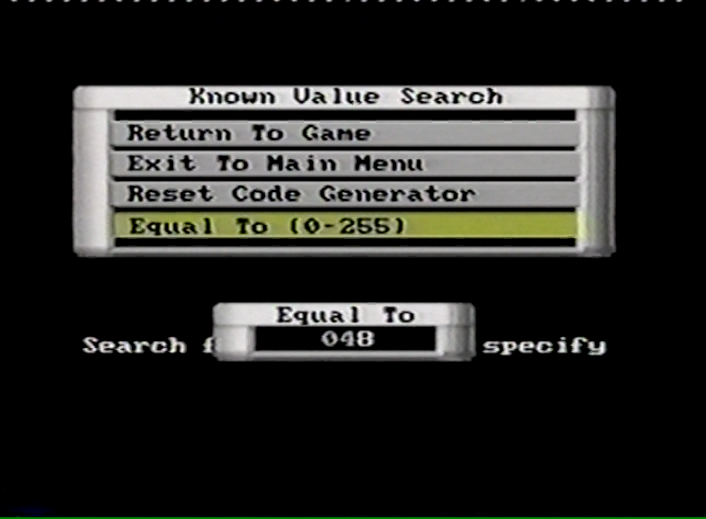 Known Value Search
Return To Game
Exit To Main Menu
Reset Code Generator
Equal To (0-255)
Equal To
048
Search f specify